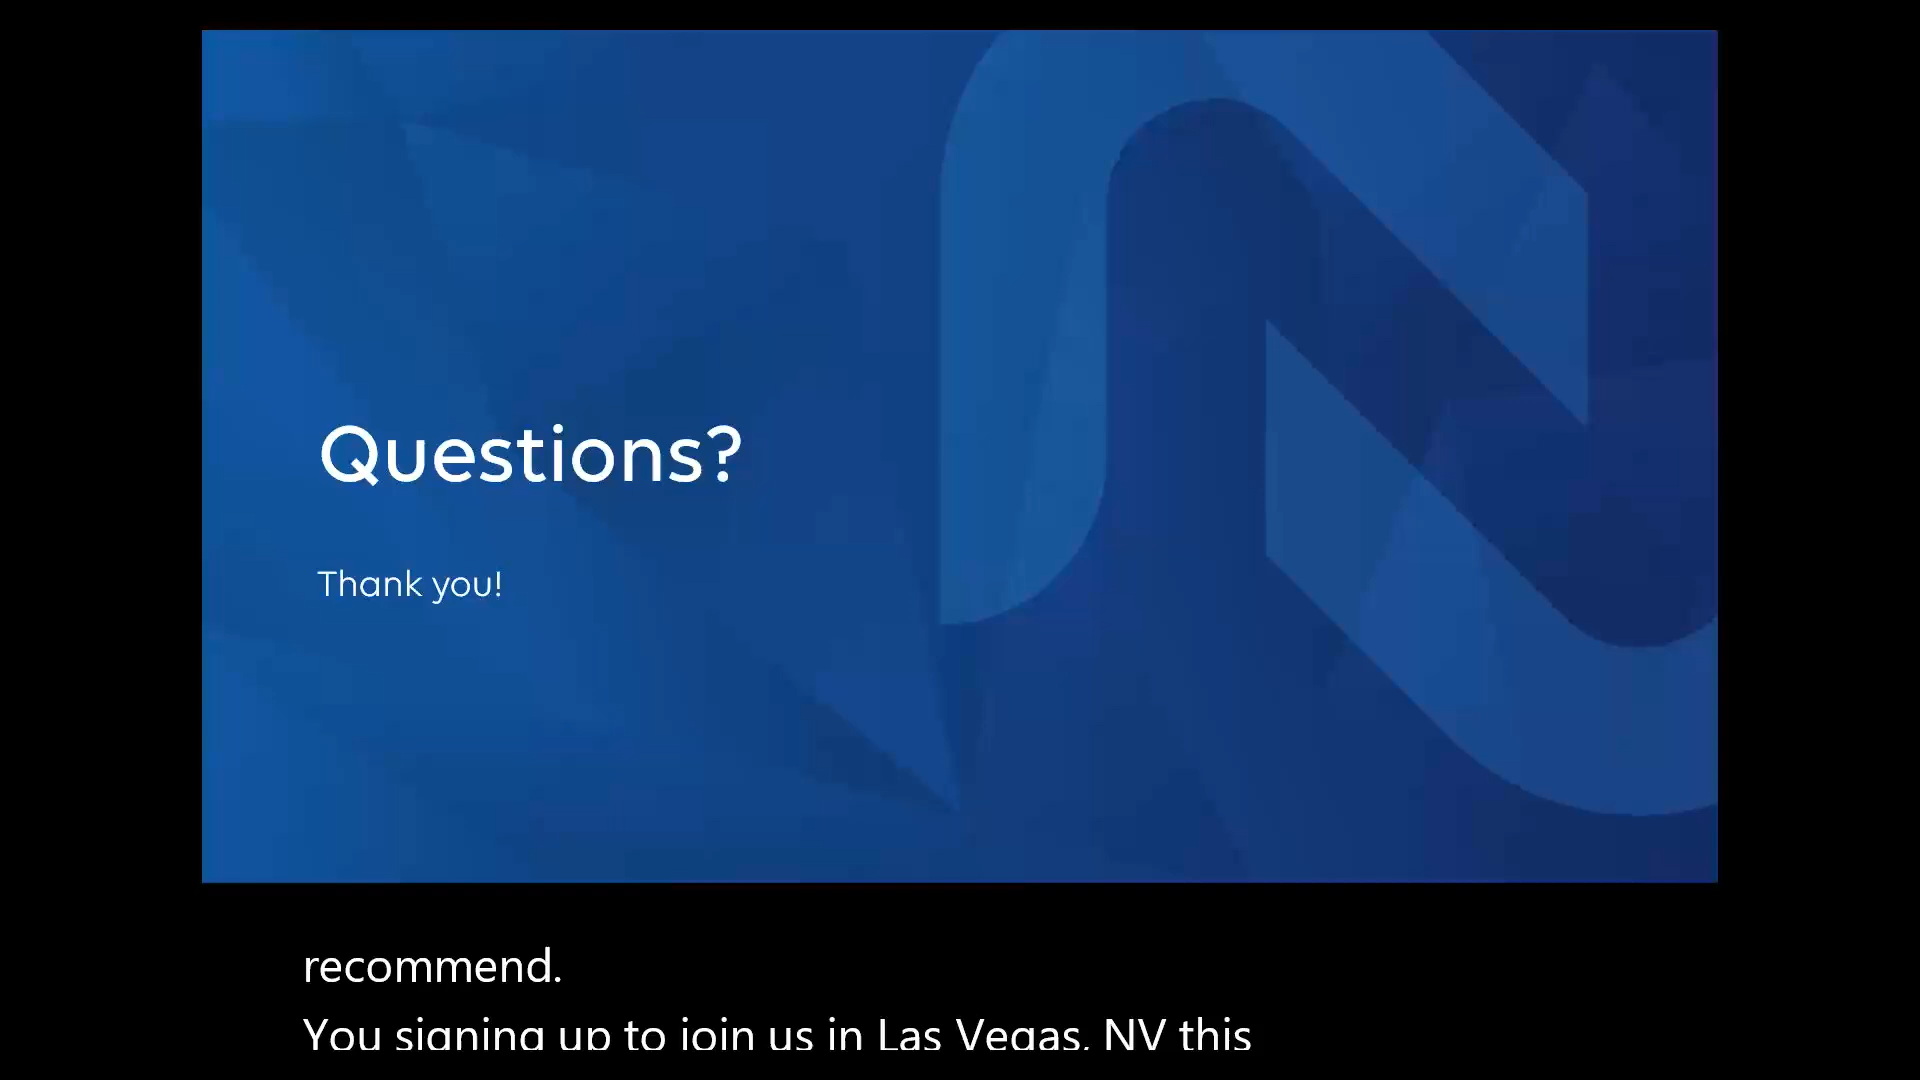 Questions?
Thank you!
recommend.
You signing up to join us in Las Vegas, NV this